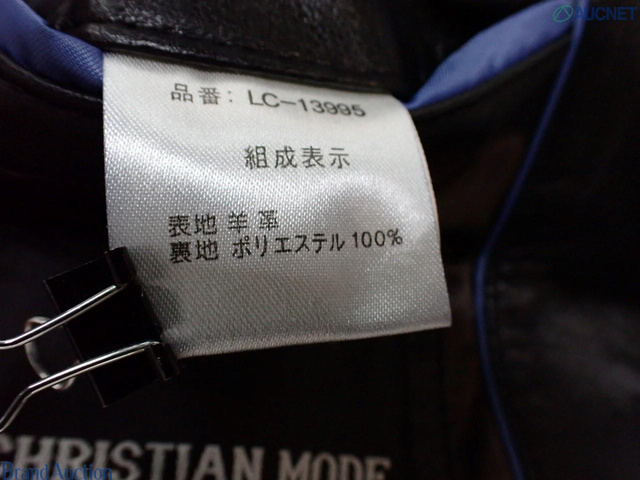 AUCNET
品番: LC-13995
組成表示
表地 羊 革
裏地 ポリエステル 100%
CHRISTIAN MODE
Brand Auction